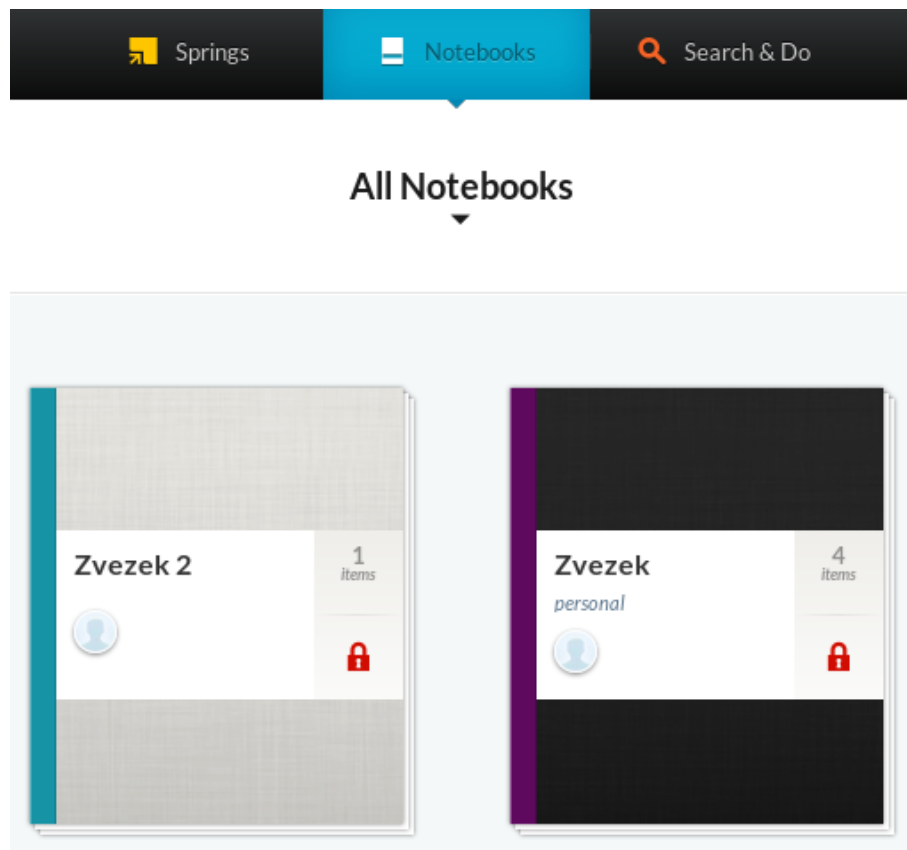 Springs
Notebooks
Search & Do
All Notebooks
Zvezek 2
1
items
Zvezek
personal
4
items